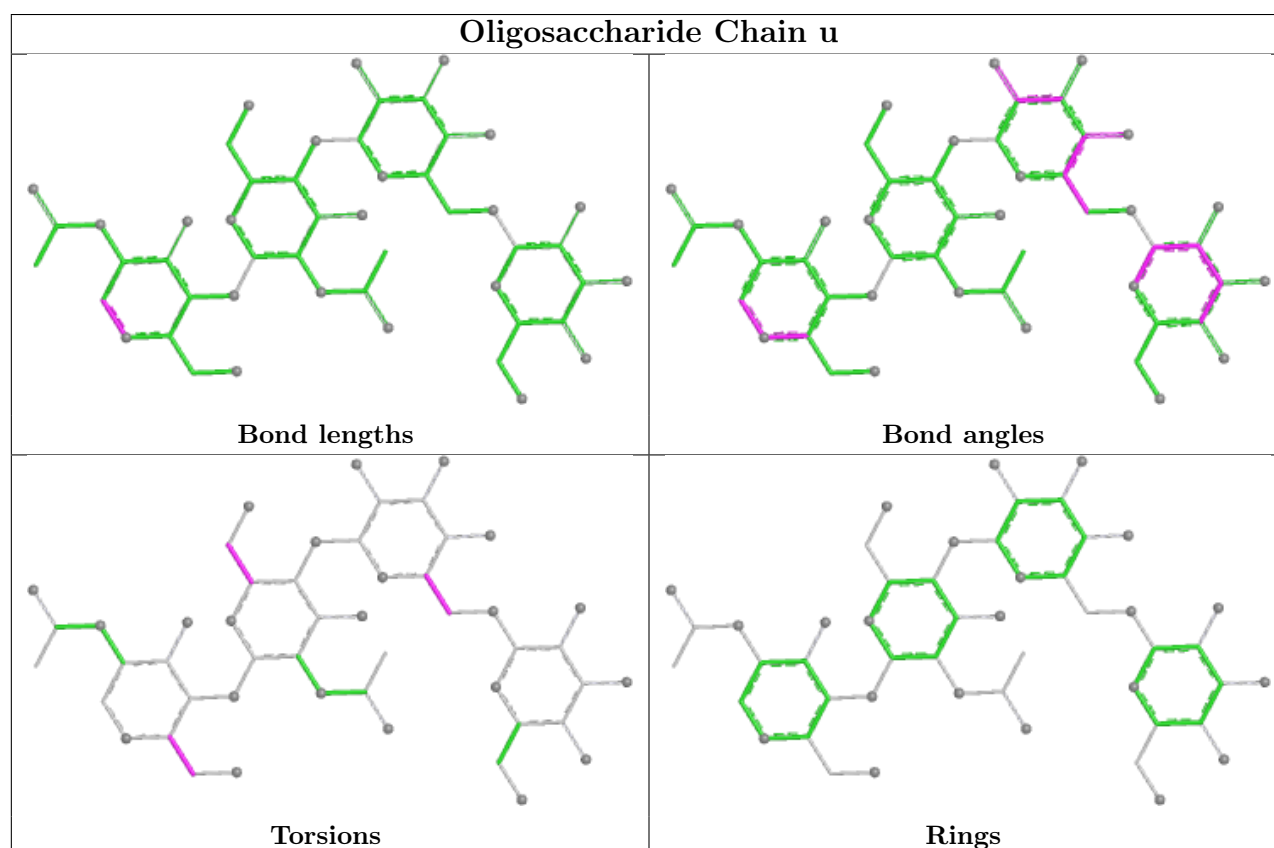 Oligosaccharide Chain u
Bond lengths
Bond angles
Torsions
Rings